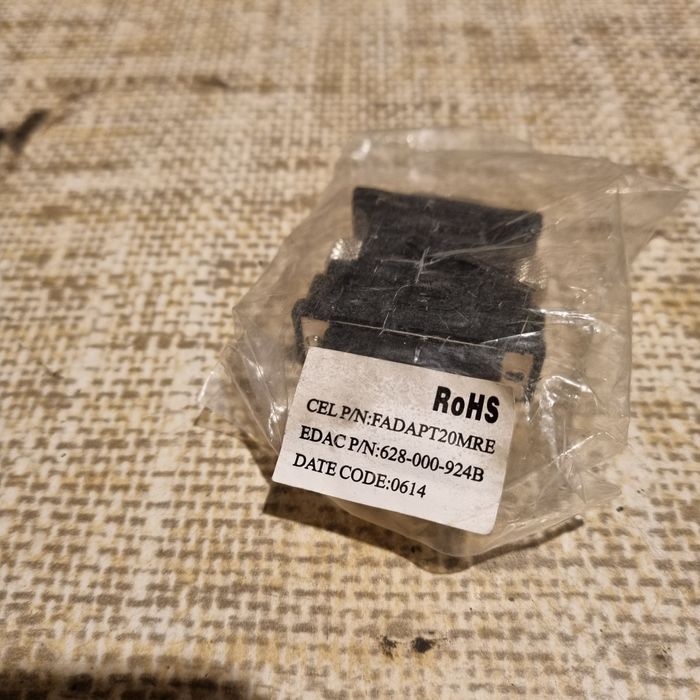 RoHS
CEL P/N:FADAPT20MRE
EDAC P/N:628-000-924B
DATE CODE:0614